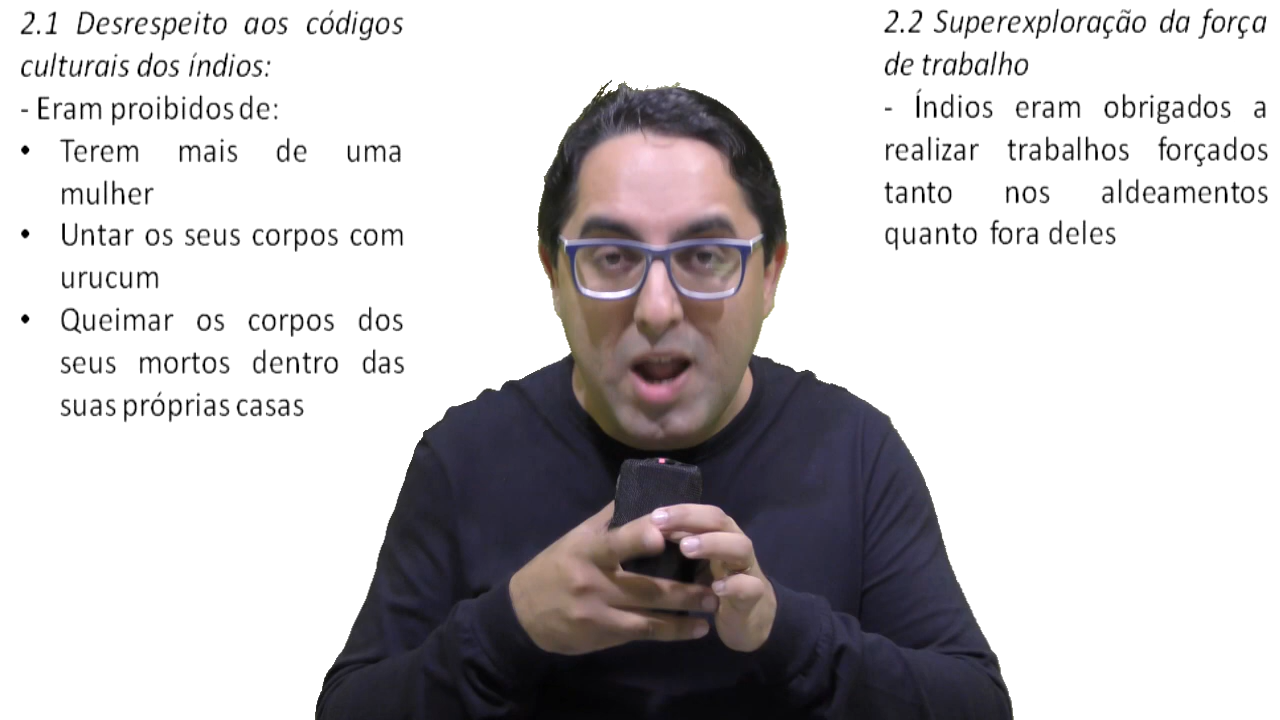 2.1 Desrespeito aos códigos
culturais dos índios:
- Eram proibidos de:
• Terem mais de uma
mulher
• Untar os seus corpos com
urucum
• Queimar os corpos dos
seus mortos dentro das
suas próprias casas
2.2 Superexploração da força
de trabalho
- Índios eram obrigados a
realizar trabalhos forçados
tanto nos aldeamentos
quanto fora deles